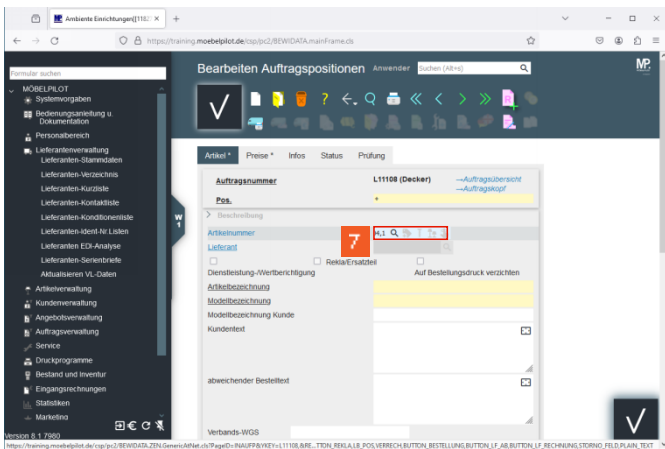 Ambiente Einrichtungen[[1182
https://training.moebelpilot.de/csp/pc2/BEWIDATA.mainFrame.cls
Formular suchen
MÖBELPILOT
Systemvorgaben
Bedienungsanleitung u.
Dokumentation
Personalbereich
Lieferantenverwaltung
Lieferanten-Stammdaten
Lieferanten-Verzeichnis
Lieferanten-Kurzliste
Lieferanten-Kontaktliste
Lieferanten-Konditionenliste
Lieferanten-Ident-Nr.Listen
Lieferanten EDI-Analyse
Lieferanten-Serienbriefe
Aktualisieren VL-Daten
Artikelverwaltung
Kundenverwaltung
Angebotsverwaltung
Auftragsverwaltung
Service
Druckprogramme
Bestand und Inventur
Eingangsrechnungen
Statistiken
Marketing
Version 8.1 7980
W
1
Bearbeiten Auftragspositionen Anwender Suchen (Alt+s)
MP
Artikel * Preise * Infos Status Prüfung
Auftragsnummer L11108 (Decker) →Auftragsübersicht
→Auftragskopf
Pos. +
> Beschreibung
Artikelnummer
7
Lieferant
Dienstleistung-/Wertberichtigung Rekla/Ersatzteil Auf Bestellungsdruck verzichten
Artikelbezeichnung
Modellbezeichnung
Modellbezeichnung Kunde
Kundentext
abweichender Bestelltext
Verbands-WGS